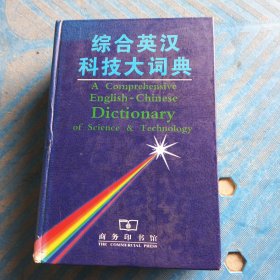 综合英汉
科技大词典
A Comprehensive
English-Chinese
Dictionary
of Science & Technology
商务印书馆
THE COMMERCIAL PRESS